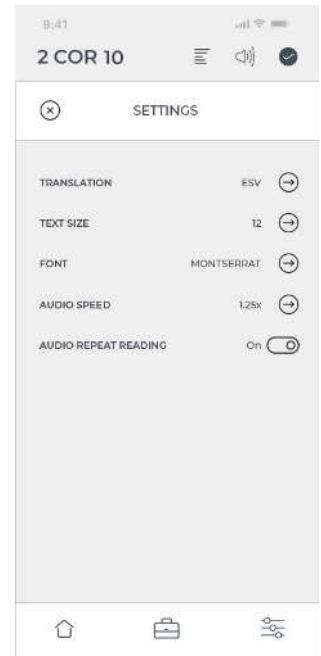 9:41
2 COR 10
SETTINGS
TRANSLATION ESV
TEXT SIZE 12
FONT MONTSERRAT
AUDIO SPEED 1.25x
AUDIO REPEAT READING On